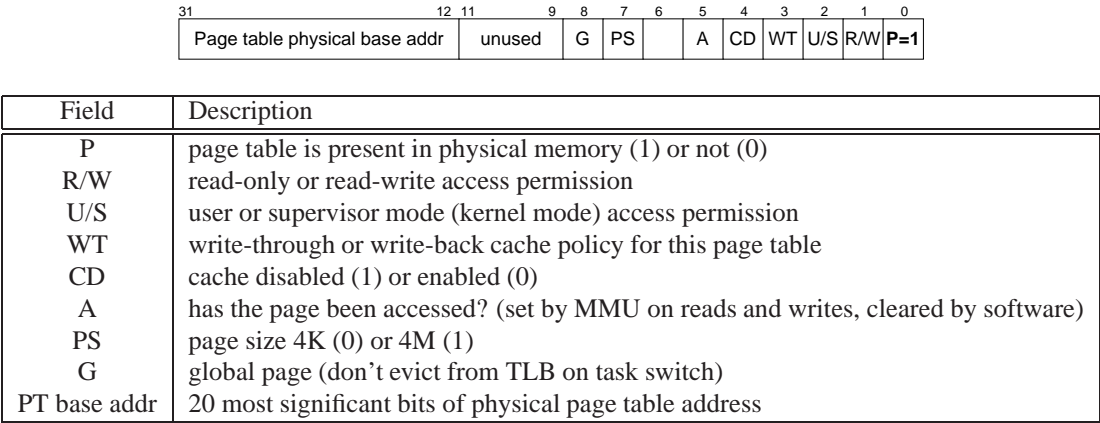 31 12 11 9 8 7 6 5 4 3 2 1 0
Page table physical base addr unused G PS A CD WT U/S R/W P=1
Field Description
P page table is present in physical memory (1) or not (0)
R/W read-only or read-write access permission
U/S user or supervisor mode (kernel mode) access permission
WT write-through or write-back cache policy for this page table
CD cache disabled (1) or enabled (0)
A has the page been accessed? (set by MMU on reads and writes, cleared by software)
PS page size 4K (0) or 4M (1)
G global page (don't evict from TLB on task switch)
PT base addr 20 most significant bits of physical page table address